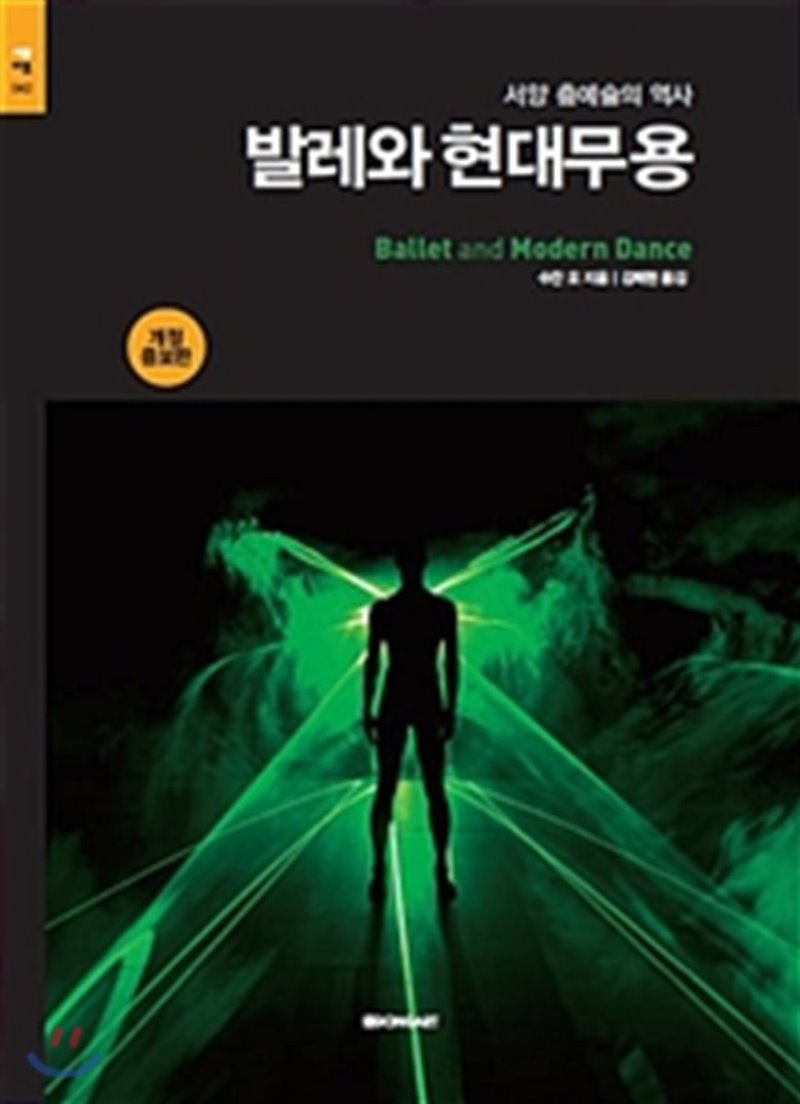 서양 춤예술의 역사
발레와 현대무용
Ballet and Modern Dance
수잔 오 지음 | 김채현 옮김
개정
증보판